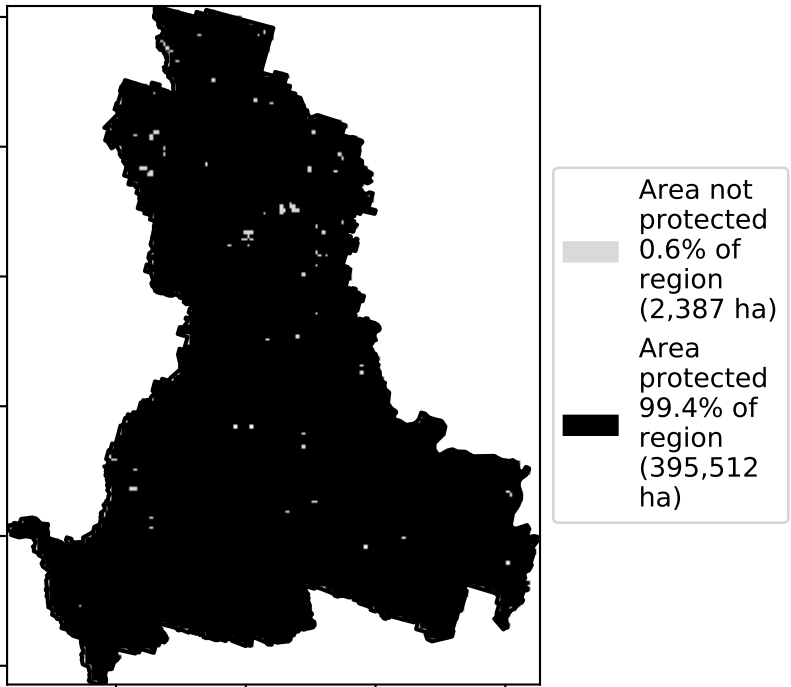 Area not
protected
0.6% of
region
(2,387 ha)
Area
protected
99.4% of
region
(395,512
ha)